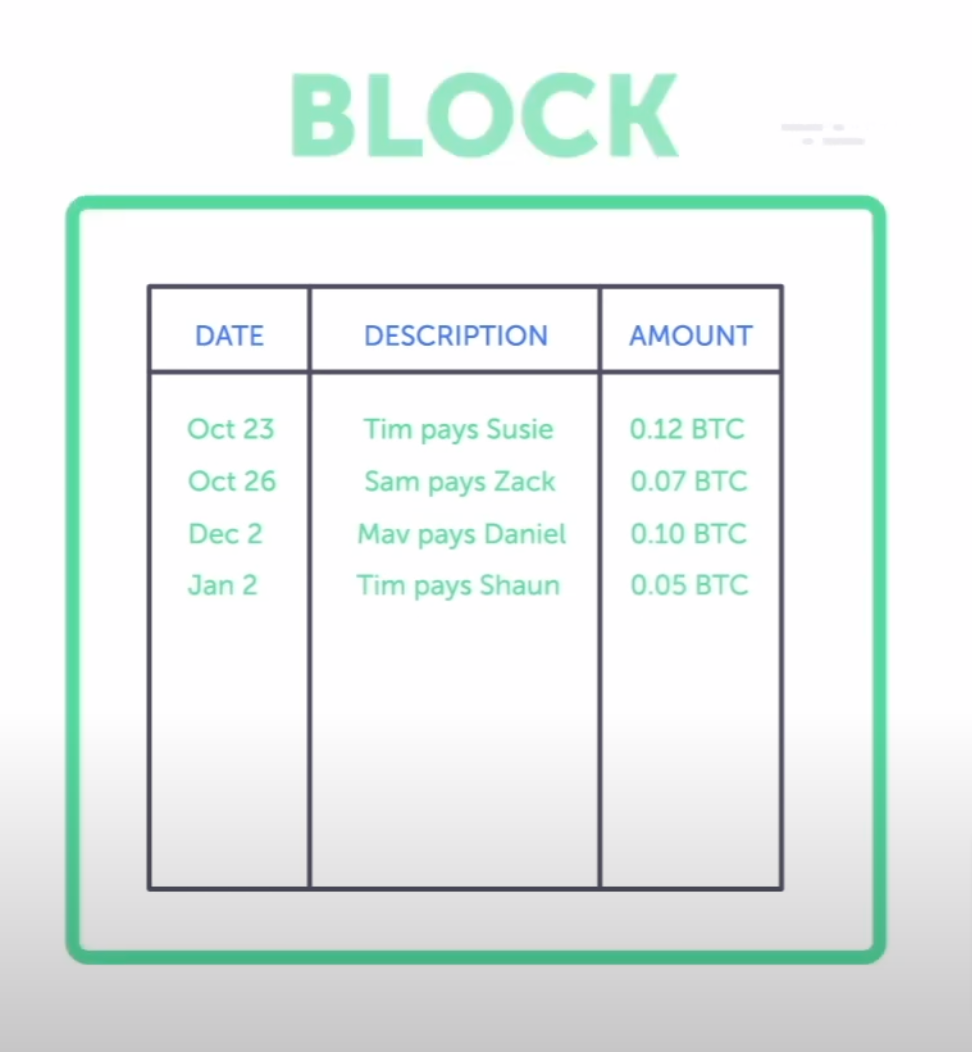 BLOCK
DATE DESCRIPTION AMOUNT
Oct 23 Tim pays Susie 0.12 BTC
Oct 26 Sam pays Zack 0.07 BTC
Dec 2 Mav pays Daniel 0.10 BTC
Jan 2 Tim pays Shaun 0.05 BTC